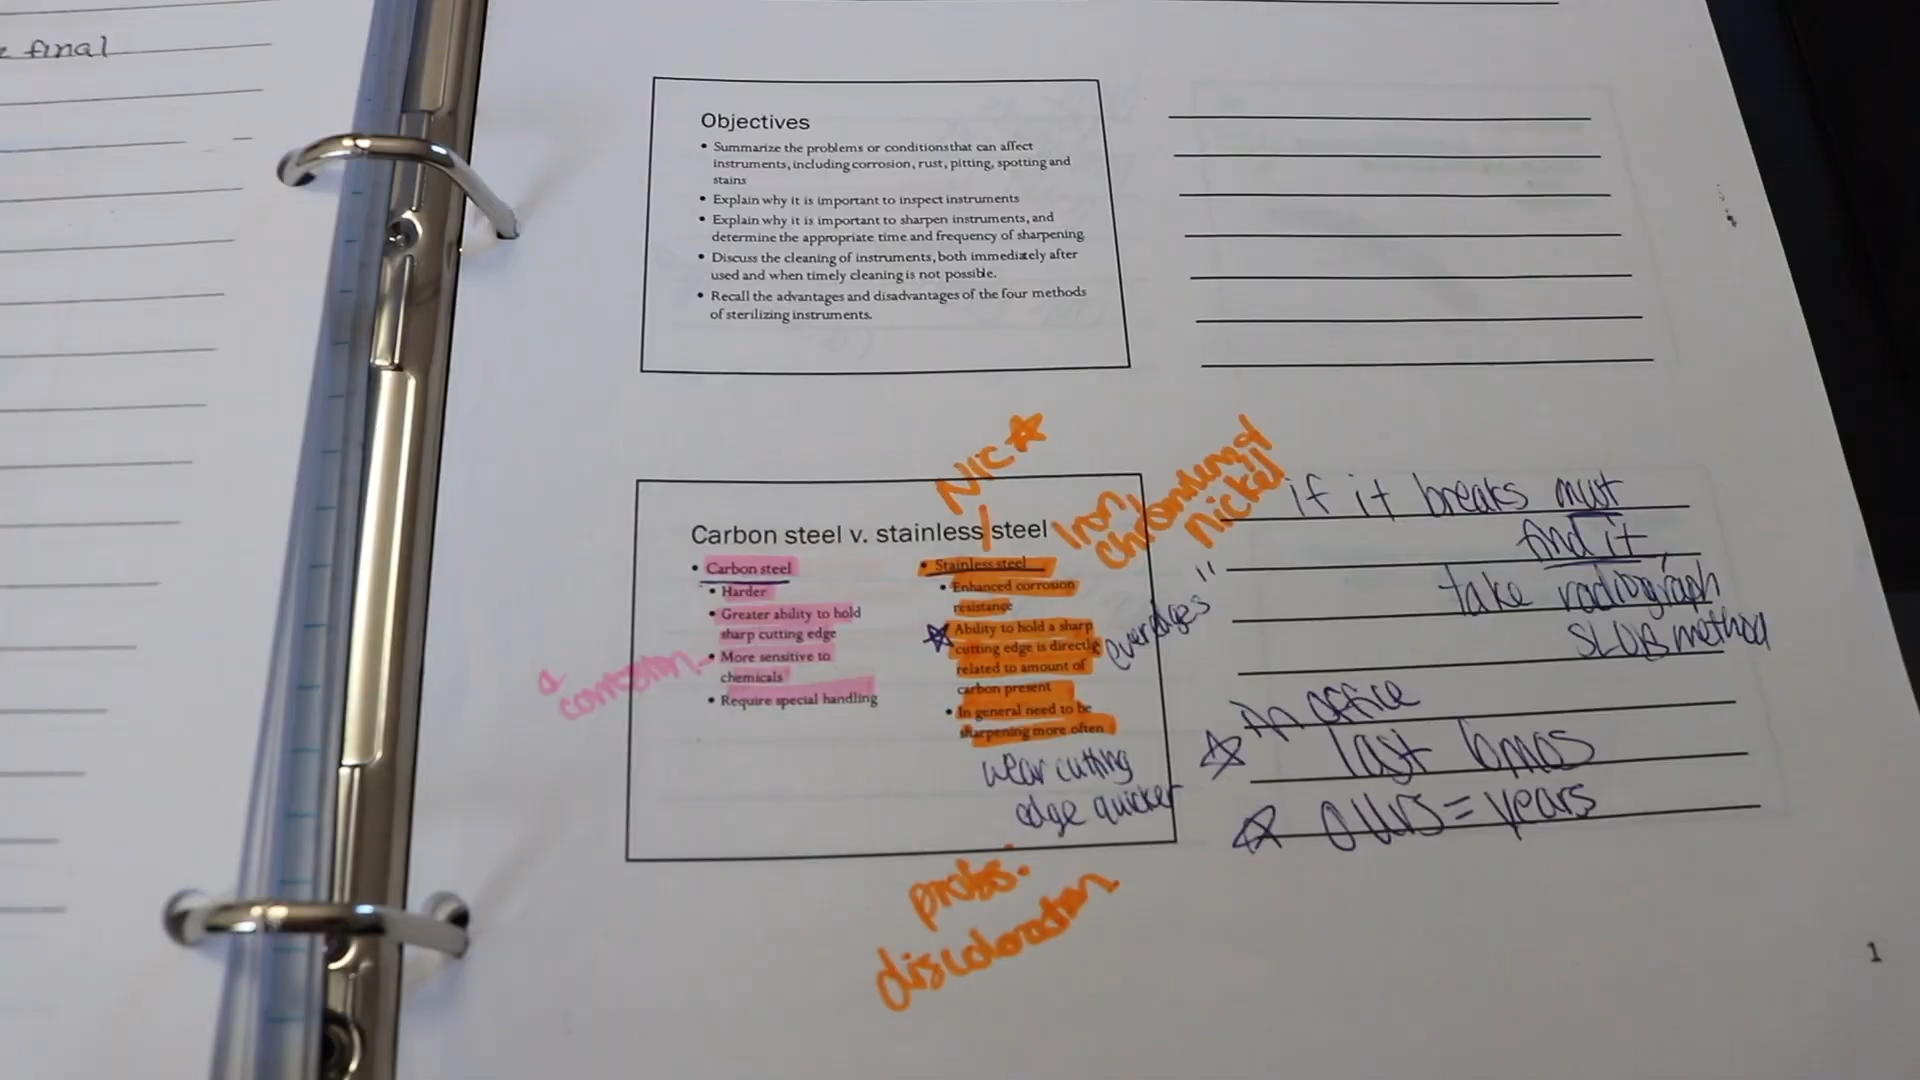 final
Objectives
• Summarize the problems or conditions that can affect
instruments, including corrosion, rust, pitting, spotting and
stains
• Explain why it is important to inspect instruments
• Explain why it is important to sharpen instruments, and
determine the appropriate time and frequency of sharpening
• Discuss the cleaning of instruments, both immediately after
used and when timely cleaning is not possible.
• Recall the advantages and disadvantages of the four methods
of sterilizing instruments.
NIC
Iron,
chromium &
nickel
Carbon steel v. stainless steel
• Carbon steel
• Harder
• Greater ability to hold
sharp cutting edge
• More sensitive to
chemicals
• Require special handling
• Stainless steel
• Enhanced corrosion
resistance
Ability to hold a sharp
cutting edge is directly
related to amount of
carbon present
• In general need to be
sharpening more often
wear cutting
edge quicker
probs.
discoloration
if it breaks must
find it,
take radiograph
SLOB method
office
last 6mos
ours = years
1